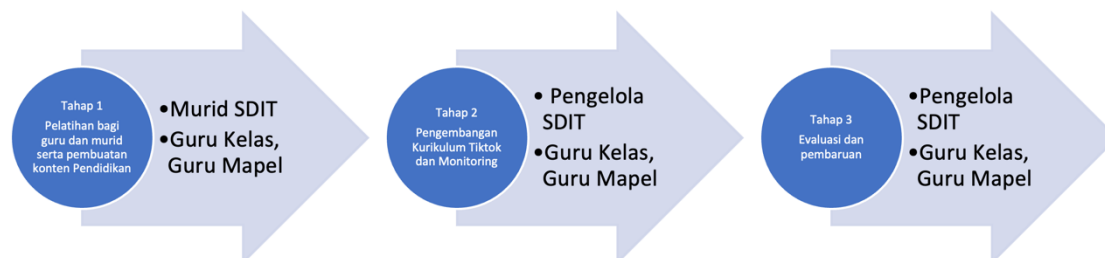 Tahap 1
Pelatihan bagi
guru dan murid
serta pembuatan
konten Pendidikan
•Murid SDIT
•Guru Kelas,
Guru Mapel
Tahap 2
Pengembangan
Kurikulum Tiktok
dan Monitoring
• Pengelola
SDIT
•Guru Kelas,
Guru Mapel
Tahap 3
Evaluasi dan
pembaruan
•Pengelola
SDIT
•Guru Kelas,
Guru Mapel